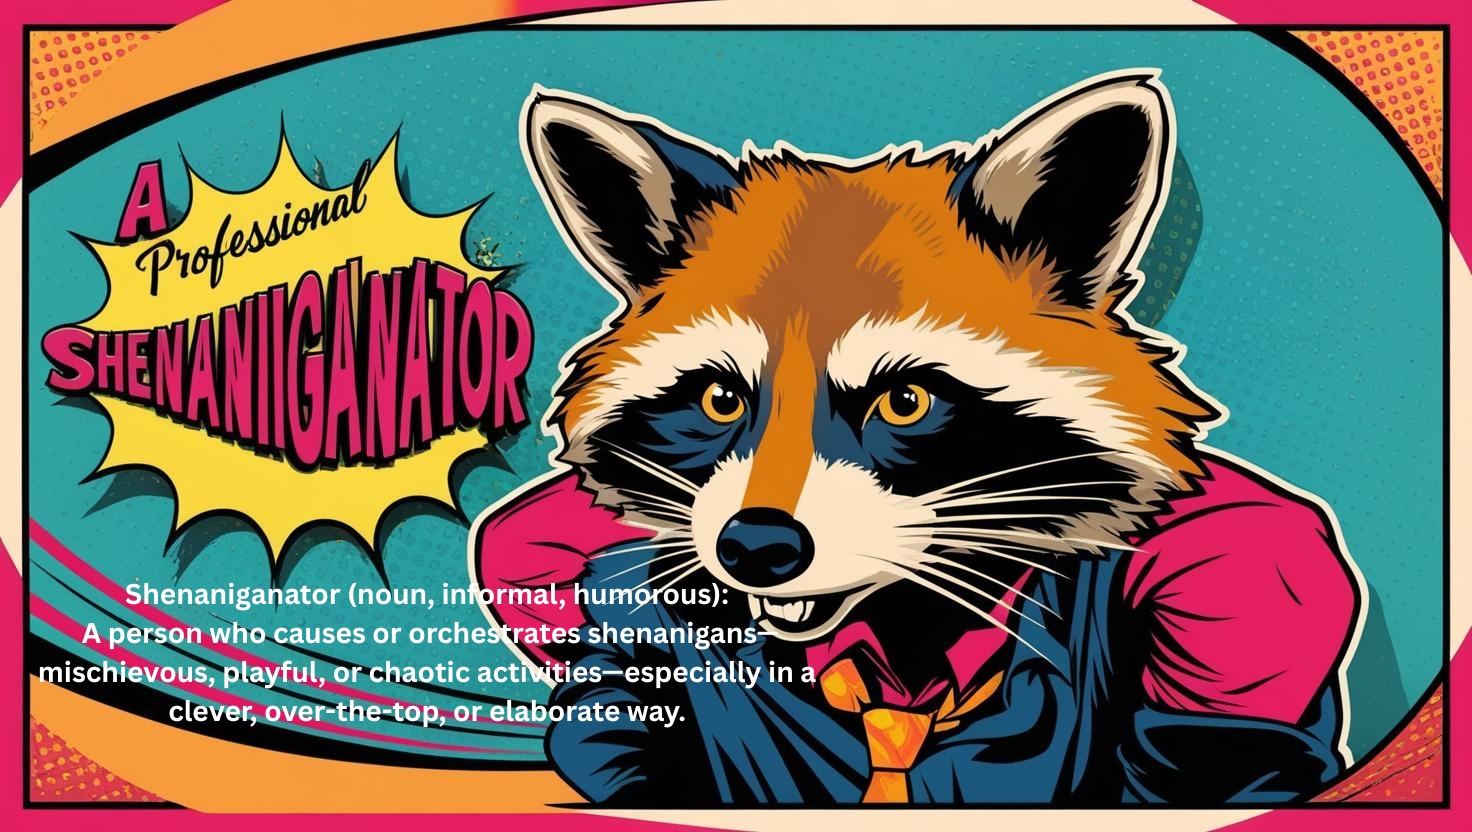 A
Professional
SHENANIIGANATOR
Shenaniganator (noun, informal, humorous):
A person who causes or orchestrates shenanigans—
mischievous, playful, or chaotic activities—especially in a
clever, over-the-top, or elaborate way.